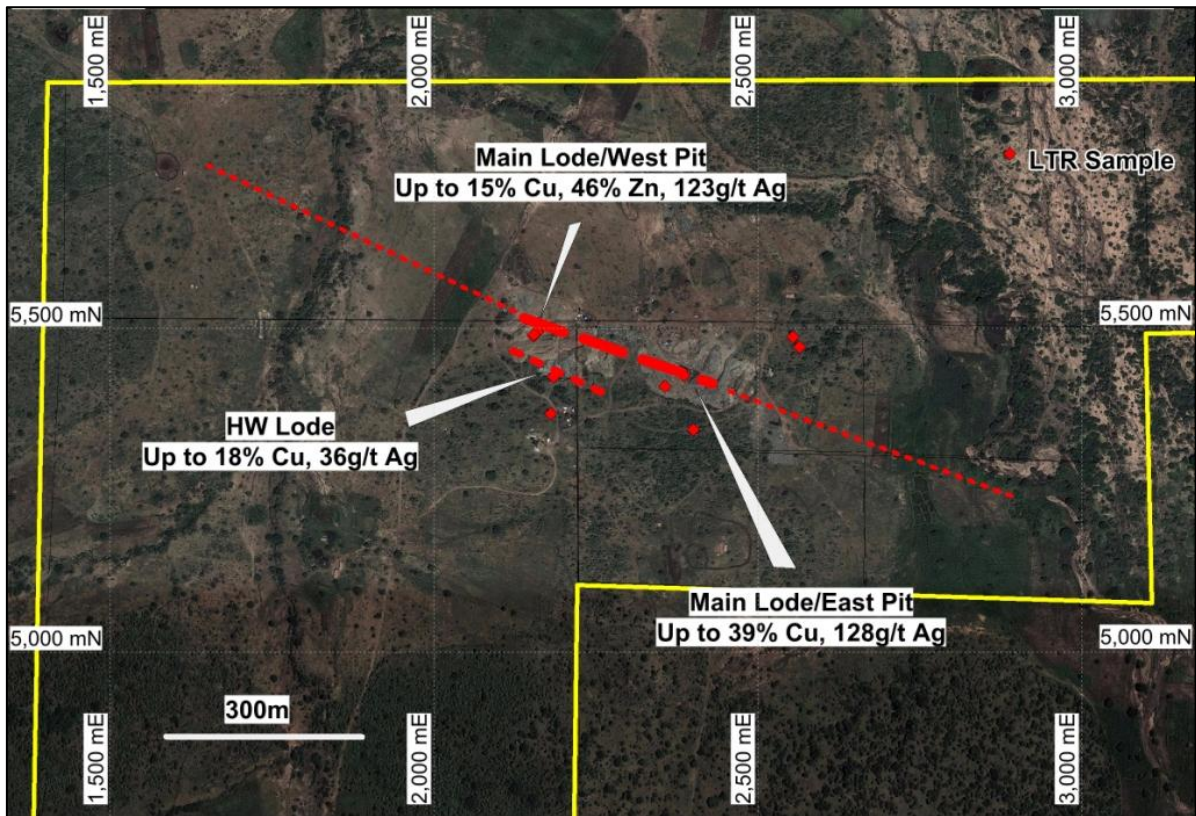 1,500 mE
2,000 mE
2,500 mE
3,000 mE
Main Lode/West Pit
Up to 15% Cu, 46% Zn, 123g/t Ag
LTR Sample
5,500 mN
5,500 mN
HW Lode
Up to 18% Cu, 36g/t Ag
Main Lode/East Pit
Up to 39% Cu, 128g/t Ag
5,000 mN
5,000 mN
300m
1,500 mE
2,000 mE
2,500 mE
3,000 mE